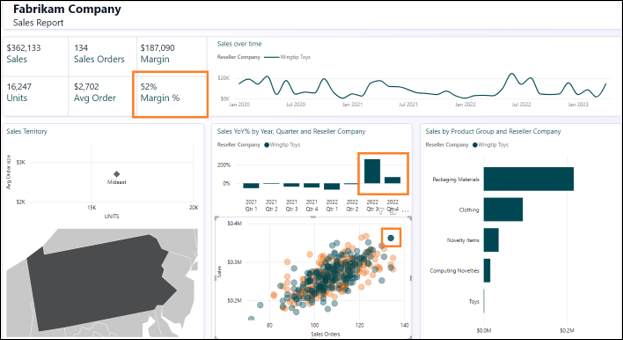 Fabrikam Company
Sales Report
$362,133
Sales
134
Sales Orders
$187,090
Margin
16,247
Units
$2,702
Avg Order
52%
Margin %
Sales over time
Reseller Company Wingtip Toys
$20K
$0K
Jan 2020
Jul 2020
Jan 2021
Jul 2021
Jan 2022
Jul 2022
Jan 2023
Sales Territory
Avg Order size
$3K
$2K
Mideast
19K
20K
UNITS
Sales YoY% by Year, Quarter and Reseller Company
Reseller Company Wingtip Toys
200%
0%
2021 2021 2021 2021 2022 2022 2022 2022
Qtr 1 Qtr 2 Qtr 3 Qtr 4 Qtr 1 Qtr 2 Qtr 3 Qtr 4
$0.4M
$0.3M
$0.2M
Sales
80
100
120
140
Sales Orders
Sales by Product Group and Reseller Company
Reseller Company Wingtip Toys
Packaging Materials
Clothing
Novelty Items
Computing Novelties
Toys
$0.0M
$0.2M